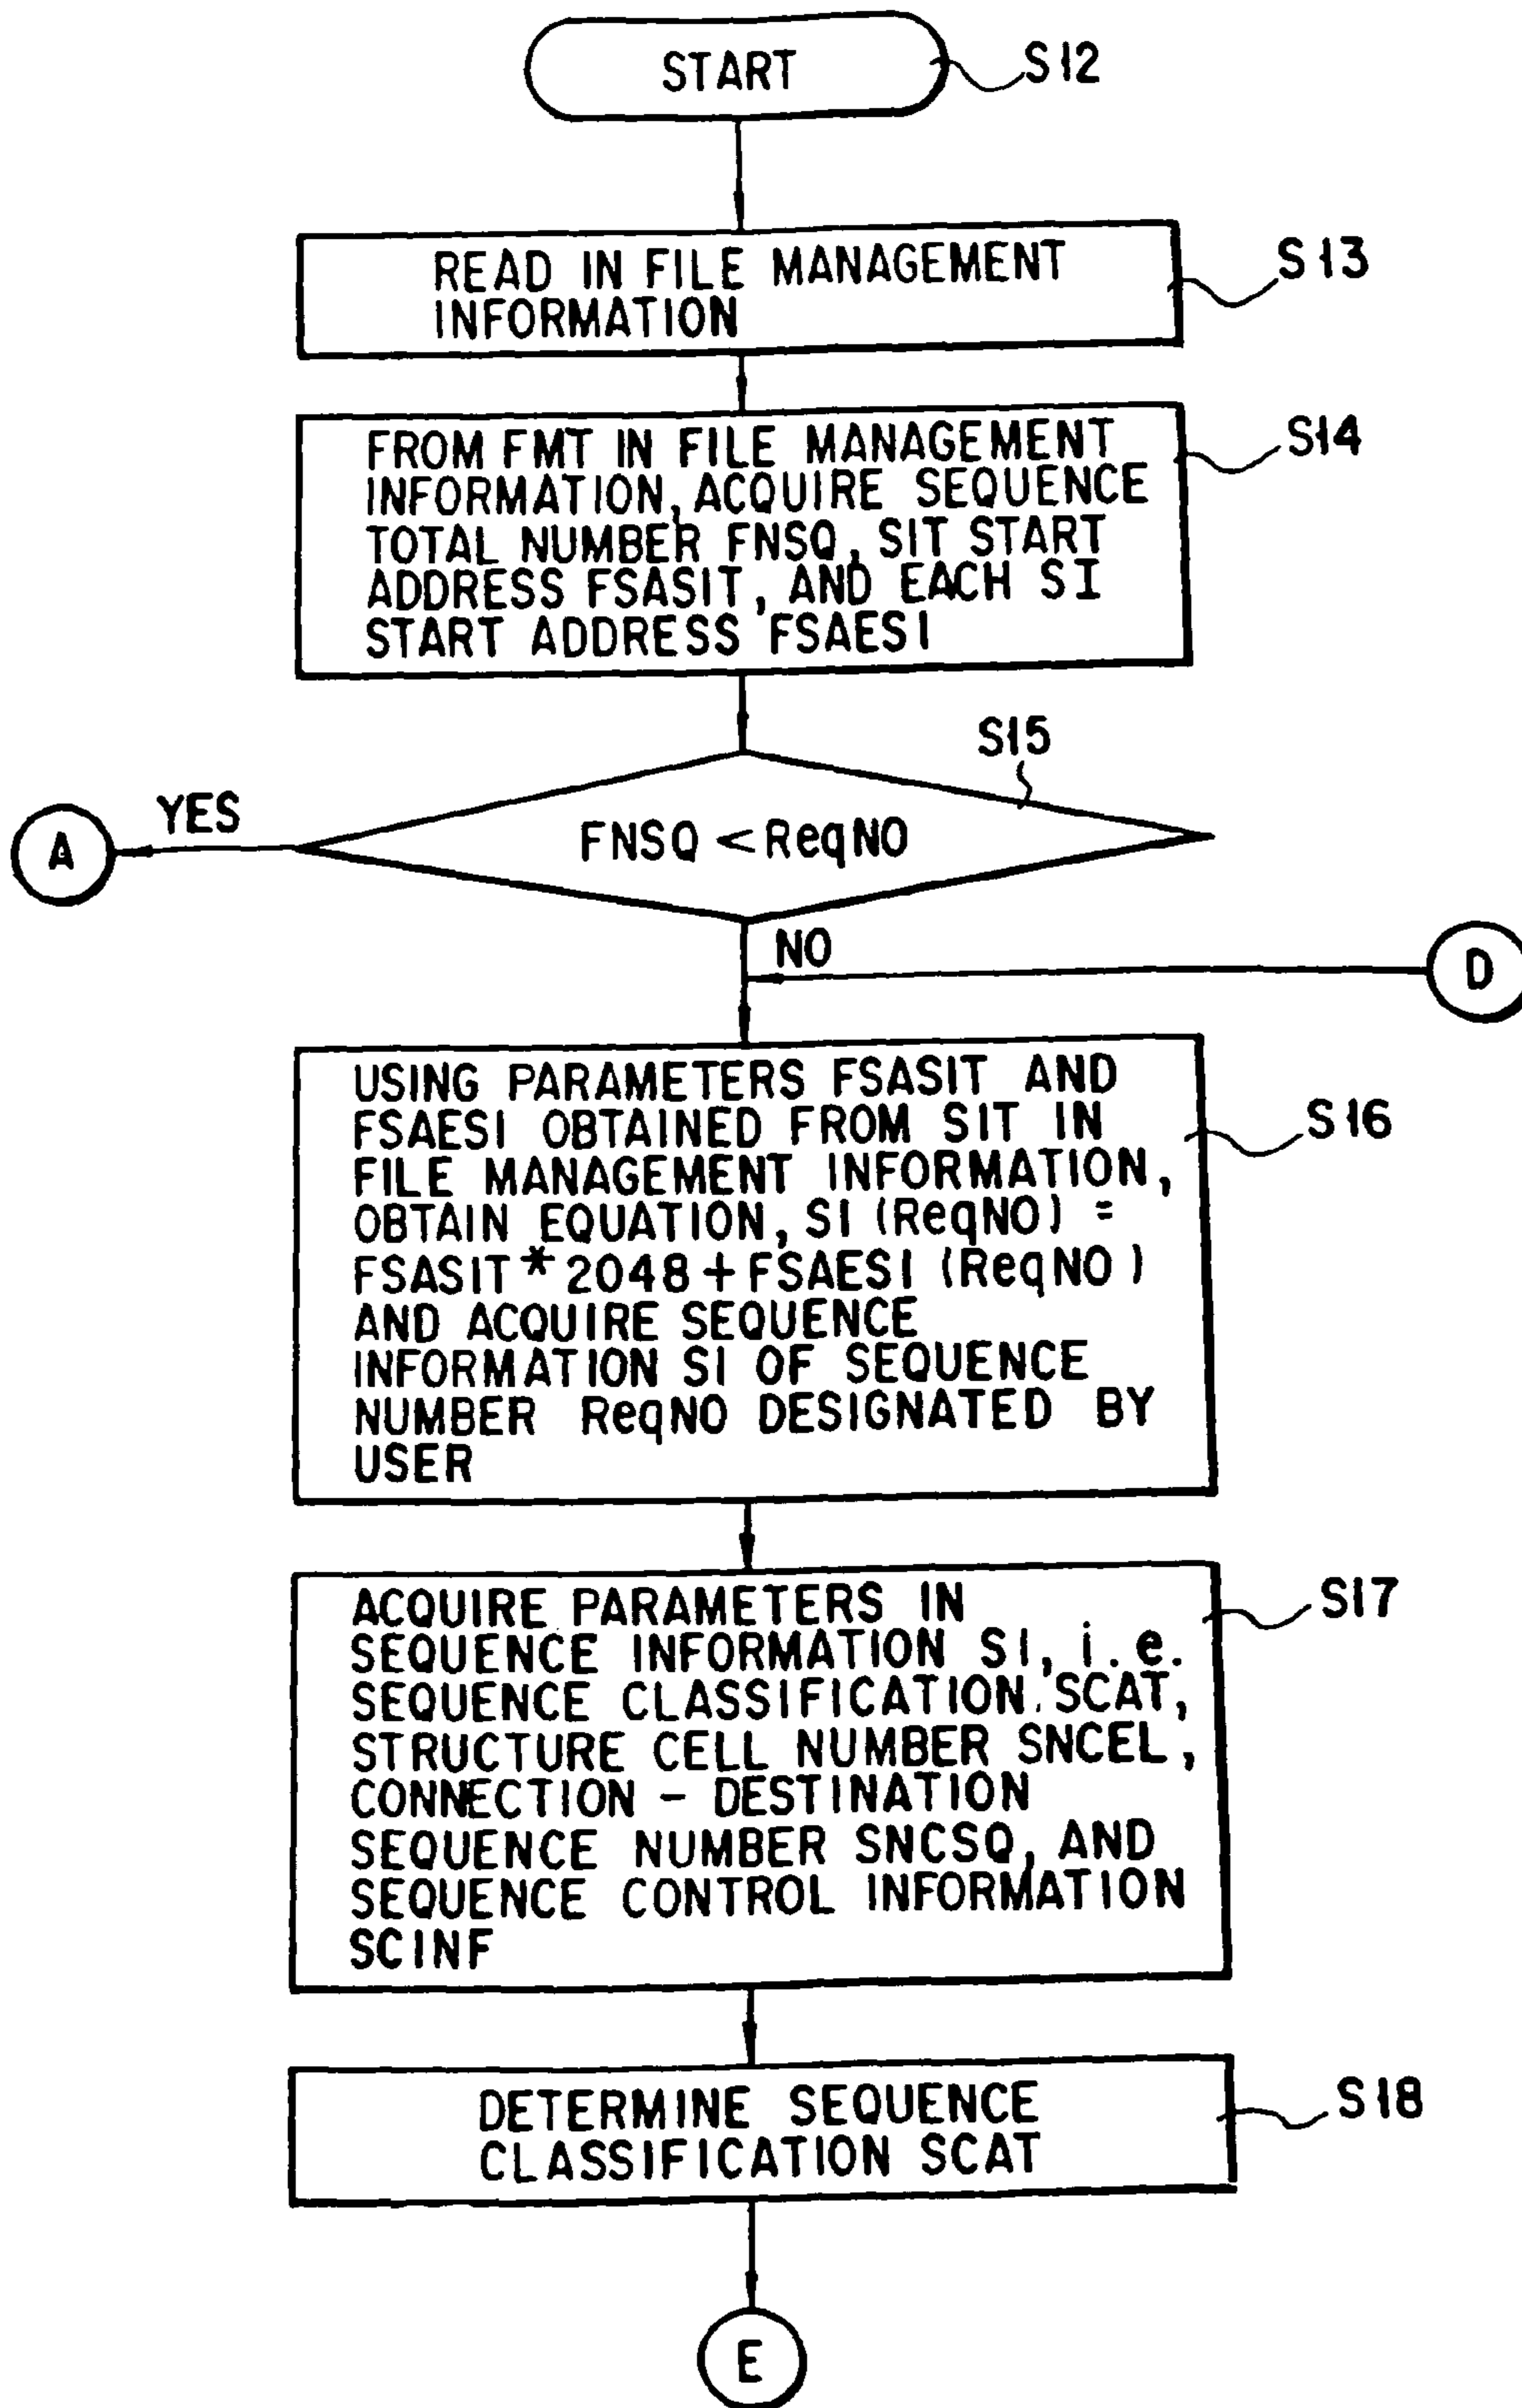 START
S12
READ IN FILE MANAGEMENT
INFORMATION
S13
FROM FMT IN FILE MANAGEMENT
INFORMATION, ACQUIRE SEQUENCE
TOTAL NUMBER FNSQ, SIT START
ADDRESS FSASIT, AND EACH SI
START ADDRESS FSAESI
S14
S15
FNSQ < ReqNO
YES
A
NO
D
USING PARAMETERS FSASIT AND
FSAESI OBTAINED FROM SIT IN
FILE MANAGEMENT INFORMATION,
OBTAIN EQUATION, SI (ReqNO) =
FSASIT * 2048 + FSAESI (ReqNO)
AND ACQUIRE SEQUENCE
INFORMATION SI OF SEQUENCE
NUMBER ReqNO DESIGNATED BY
USER
S16
ACQUIRE PARAMETERS IN
SEQUENCE INFORMATION SI, i.e.
SEQUENCE CLASSIFICATION SCAT,
STRUCTURE CELL NUMBER SNCEL,
CONNECTION - DESTINATION
SEQUENCE NUMBER SNCSQ, AND
SEQUENCE CONTROL INFORMATION
SCINF
S17
DETERMINE SEQUENCE
CLASSIFICATION SCAT
S18
E